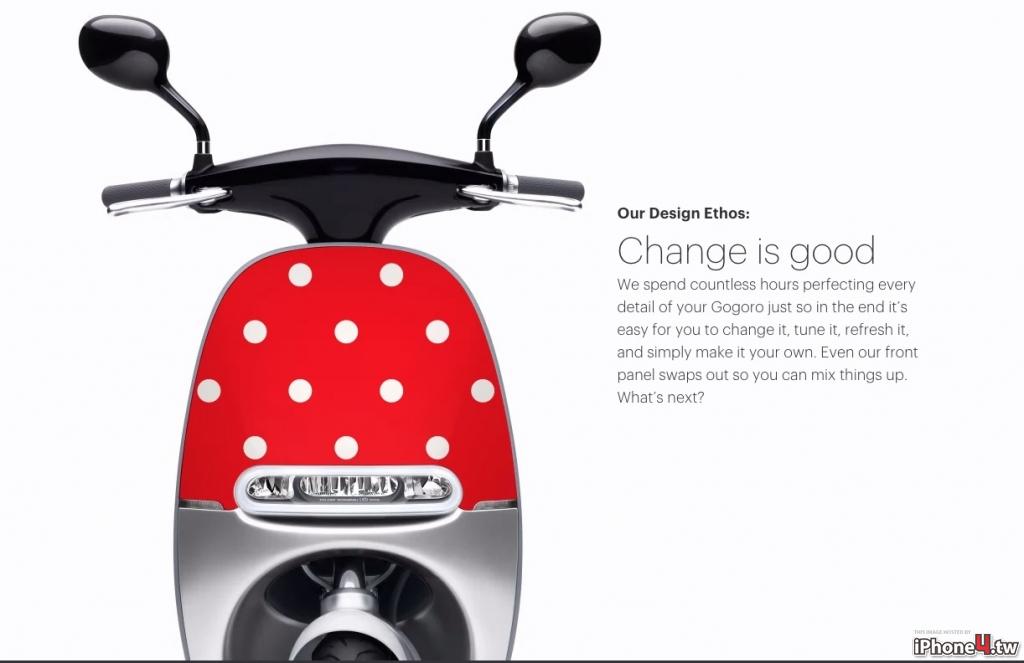 Our Design Ethos:
Change is good
We spend countless hours perfecting every
detail of your Gogoro just so in the end it’s
easy for you to change it, tune it, refresh it,
and simply make it your own. Even our front
panel swaps out so you can mix things up.
What’s next?
THIS IMAGE HOSTED BY
iPhone4.tw